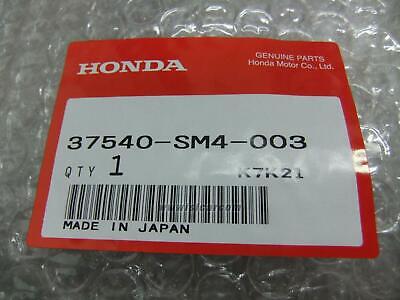 GENUINE PARTS
HONDA Honda Motor Co., Ltd.
37540-SM4-003
QTY 1 K7K21
MADE IN JAPAN